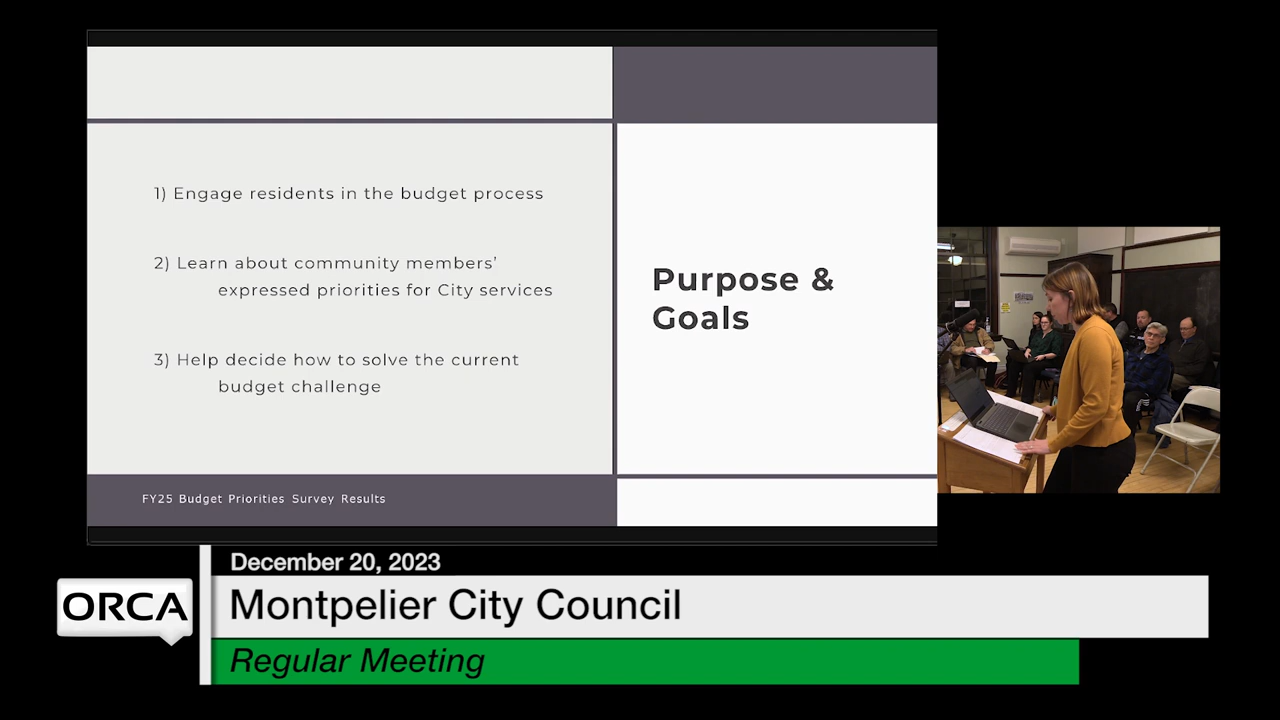 1) Engage residents in the budget process
2) Learn about community members'
expressed priorities for City services
3) Help decide how to solve the current
budget challenge
Purpose &
Goals
FY25 Budget Priorities Survey Results
December 20, 2023
ORCA
Montpelier City Council
Regular Meeting